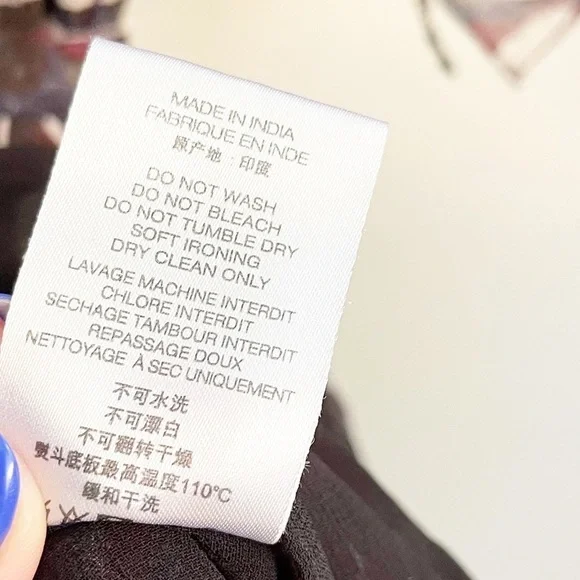 MADE IN INDIA
FABRIQUE EN INDE
原产地：印度
DO NOT WASH
DO NOT BLEACH
DO NOT TUMBLE DRY
SOFT IRONING
DRY CLEAN ONLY
LAVAGE MACHINE INTERDIT
CHLORE INTERDIT
SECHAGE TAMBOUR INTERDIT
REPASSAGE DOUX
NETTOYAGE À SEC UNIQUEMENT
不可水洗
不可漂白
不可翻转干燥
熨斗底板最高温度110℃
缓和干洗